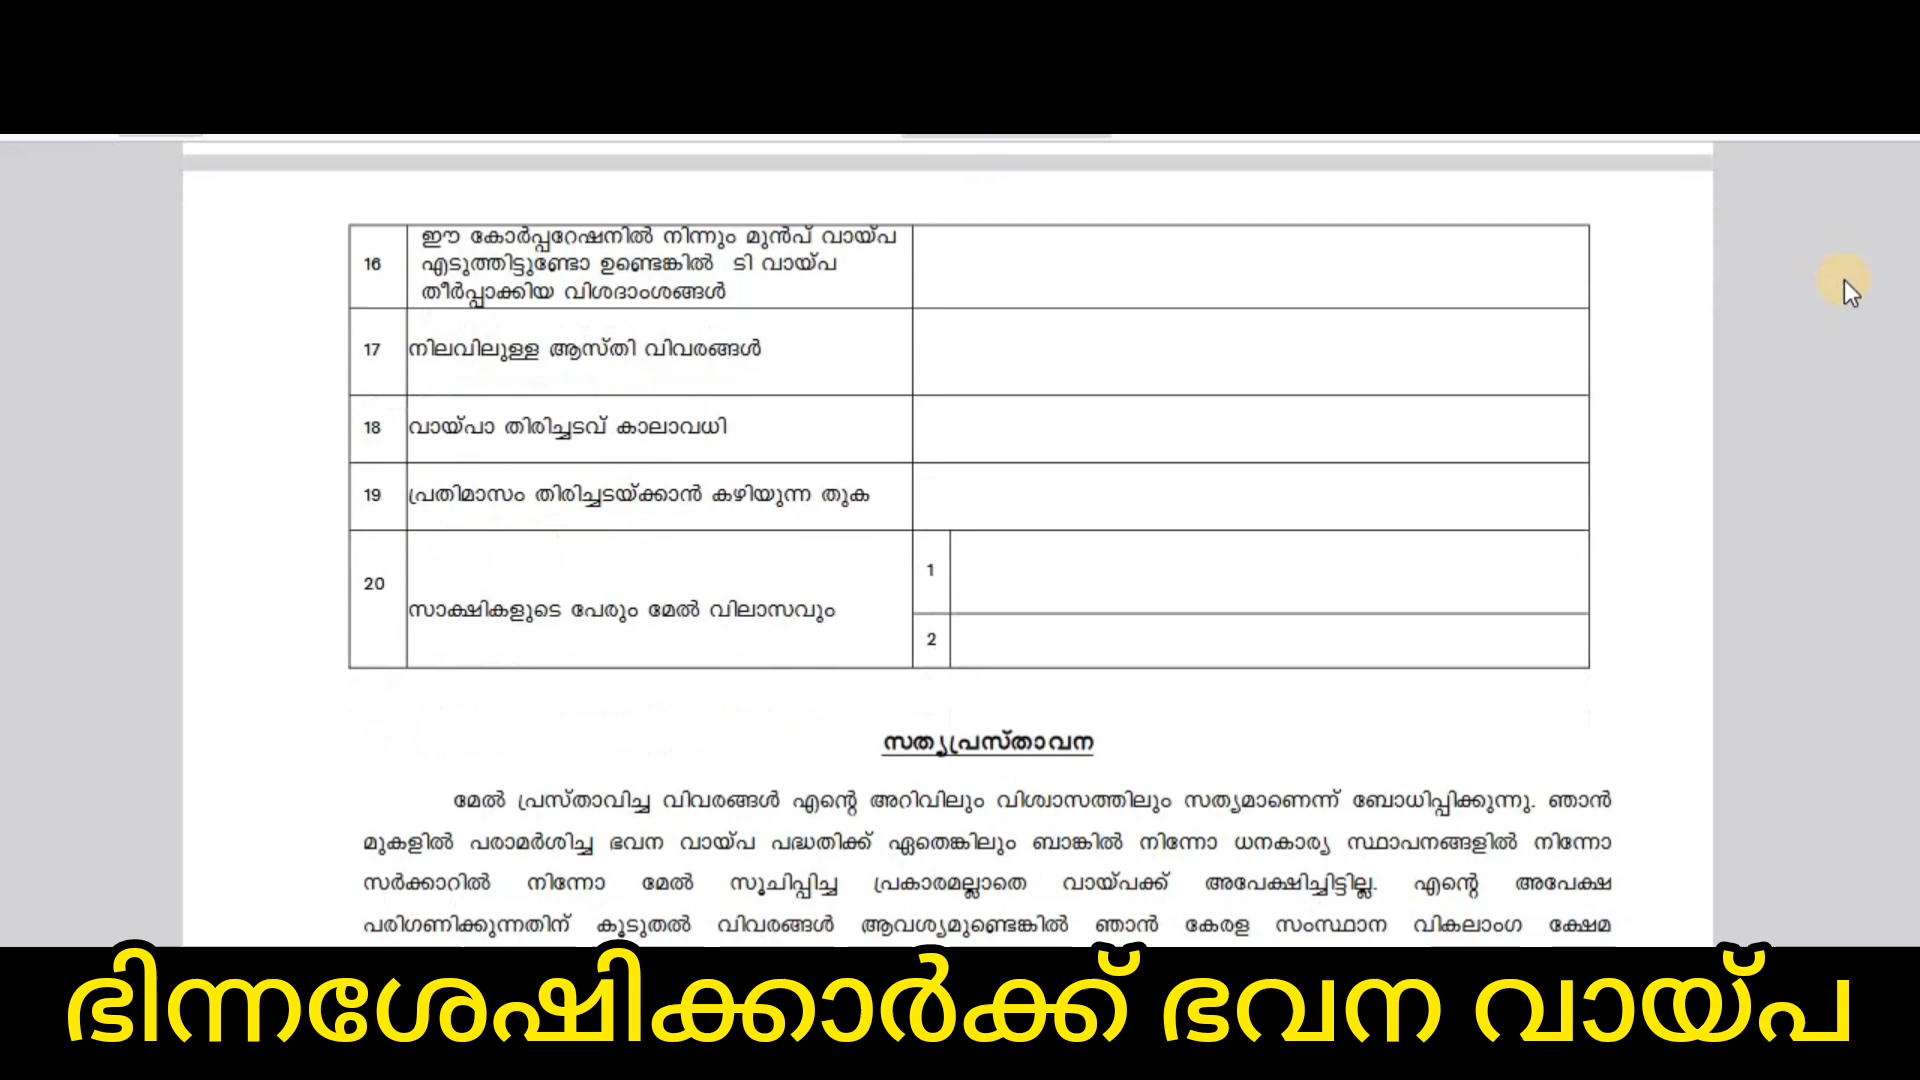 16
ഈ കോർപ്പറേഷനിൽ നിന്നും മുൻപ് വായ്പ
എടുത്തിട്ടുണ്ടോ ഉണ്ടെങ്കിൽ ടി വായ്പ
തീർപ്പാക്കിയ വിശദാംശങ്ങൾ
17 നിലവിലുള്ള ആസ്തി വിവരങ്ങൾ
18 വായ്പാ തിരിച്ചടവ് കാലാവധി
19 പ്രതിമാസം തിരിച്ചടയ്ക്കാൻ കഴിയുന്ന തുക
20 സാക്ഷികളുടെ പേരും മേൽ വിലാസവും
1
2
സത്യപ്രസ്താവന
മേൽ പ്രസ്താവിച്ച വിവരങ്ങൾ എന്റെ അറിവിലും വിശ്വാസത്തിലും സത്യമാണെന്ന് ബോധിപ്പിക്കുന്നു. ഞാൻ
മുകളിൽ പരാമർശിച്ച ഭവന വായ്പ പദ്ധതിക്ക് ഏതെങ്കിലും ബാങ്കിൽ നിന്നോ ധനകാര്യ സ്ഥാപനങ്ങളിൽ നിന്നോ
സർക്കാറിൽ നിന്നോ മേൽ സൂചിപ്പിച്ച പ്രകാരമല്ലാതെ വായ്പക്ക് അപേക്ഷിച്ചിട്ടില്ല. എന്റെ അപേക്ഷ
പരിഗണിക്കുന്നതിന് കൂടുതൽ വിവരങ്ങൾ ആവശ്യമുണ്ടെങ്കിൽ ഞാൻ കേരള സംസ്ഥാന വികലാംഗ ക്ഷേമ
ഭിന്നശേഷിക്കാർക്ക് ഭവന വായ്പ